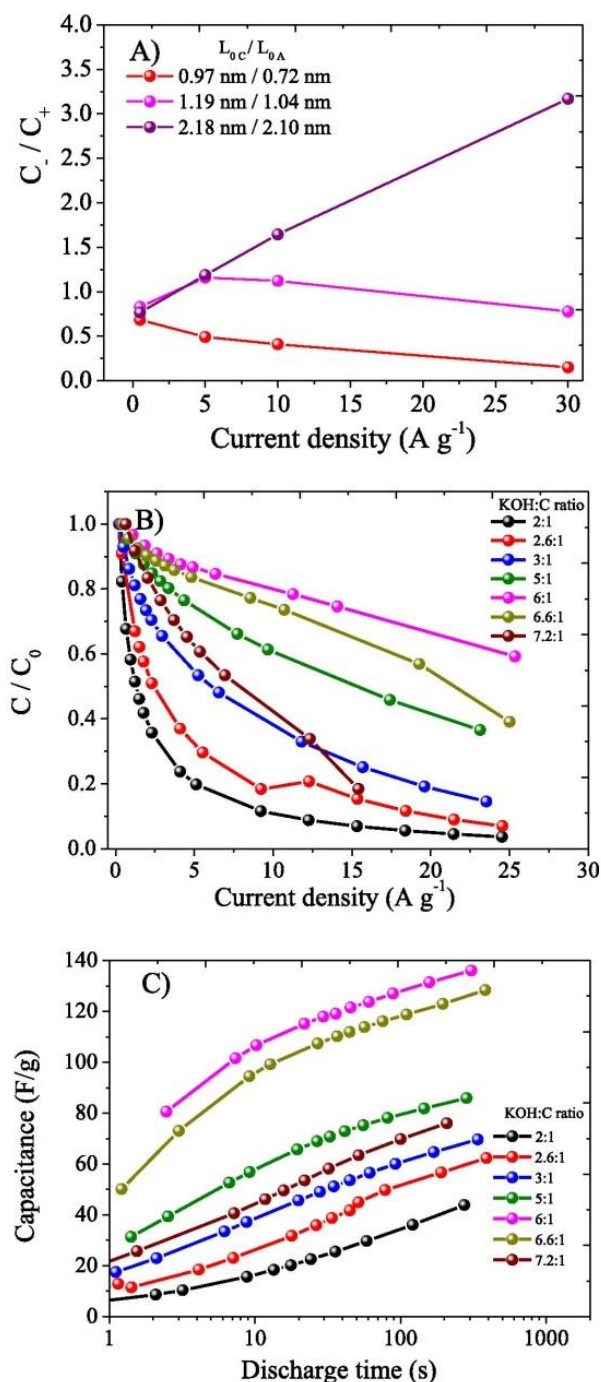 A)
L₀C / L₀A
0.97 nm / 0.72 nm
1.19 nm / 1.04 nm
2.18 nm / 2.10 nm
C₋ / C₊
4.0
3.5
3.0
2.5
2.0
1.5
1.0
0.5
0.0
0 5 10 15 20 25 30
Current density (A g⁻¹)
B)
KOH:C ratio
2:1
2.6:1
3:1
5:1
6:1
6.6:1
7.2:1
C / C₀
1.0
0.8
0.6
0.4
0.2
0.0
0 5 10 15 20 25 30
Current density (A g⁻¹)
C)
KOH:C ratio
2:1
2.6:1
3:1
5:1
6:1
6.6:1
7.2:1
Capacitance (F/g)
140
120
100
80
60
40
20
0
1 10 100 1000
Discharge time (s)